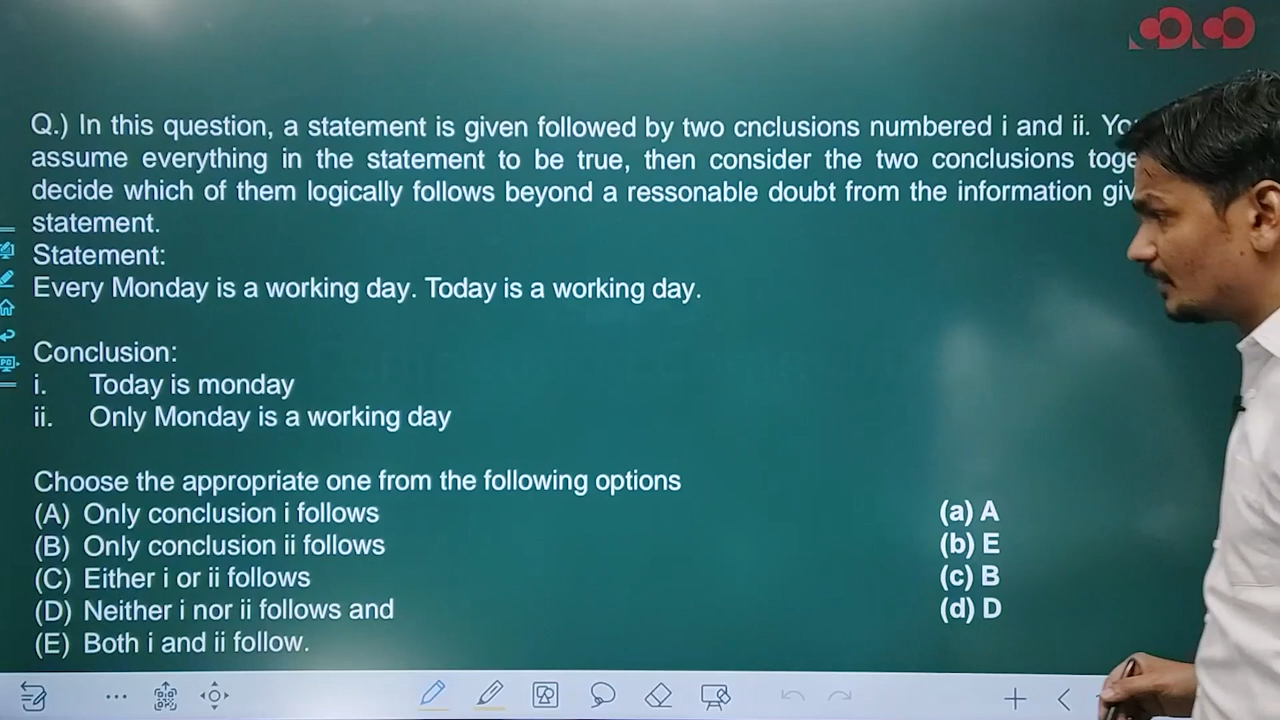 Q.) In this question, a statement is given followed by two cnclusions numbered i and ii.
assume everything in the statement to be true, then consider the two conclusions
decide which of them logically follows beyond a ressonable doubt from the information
statement.
Statement:
Every Monday is a working day. Today is a working day.
Conclusion:
i. Today is monday
ii. Only Monday is a working day
Choose the appropriate one from the following options
(A) Only conclusion i follows (a) A
(B) Only conclusion ii follows (b) E
(C) Either i or ii follows (c) B
(D) Neither i nor ii follows and (d) D
(E) Both i and ii follow.